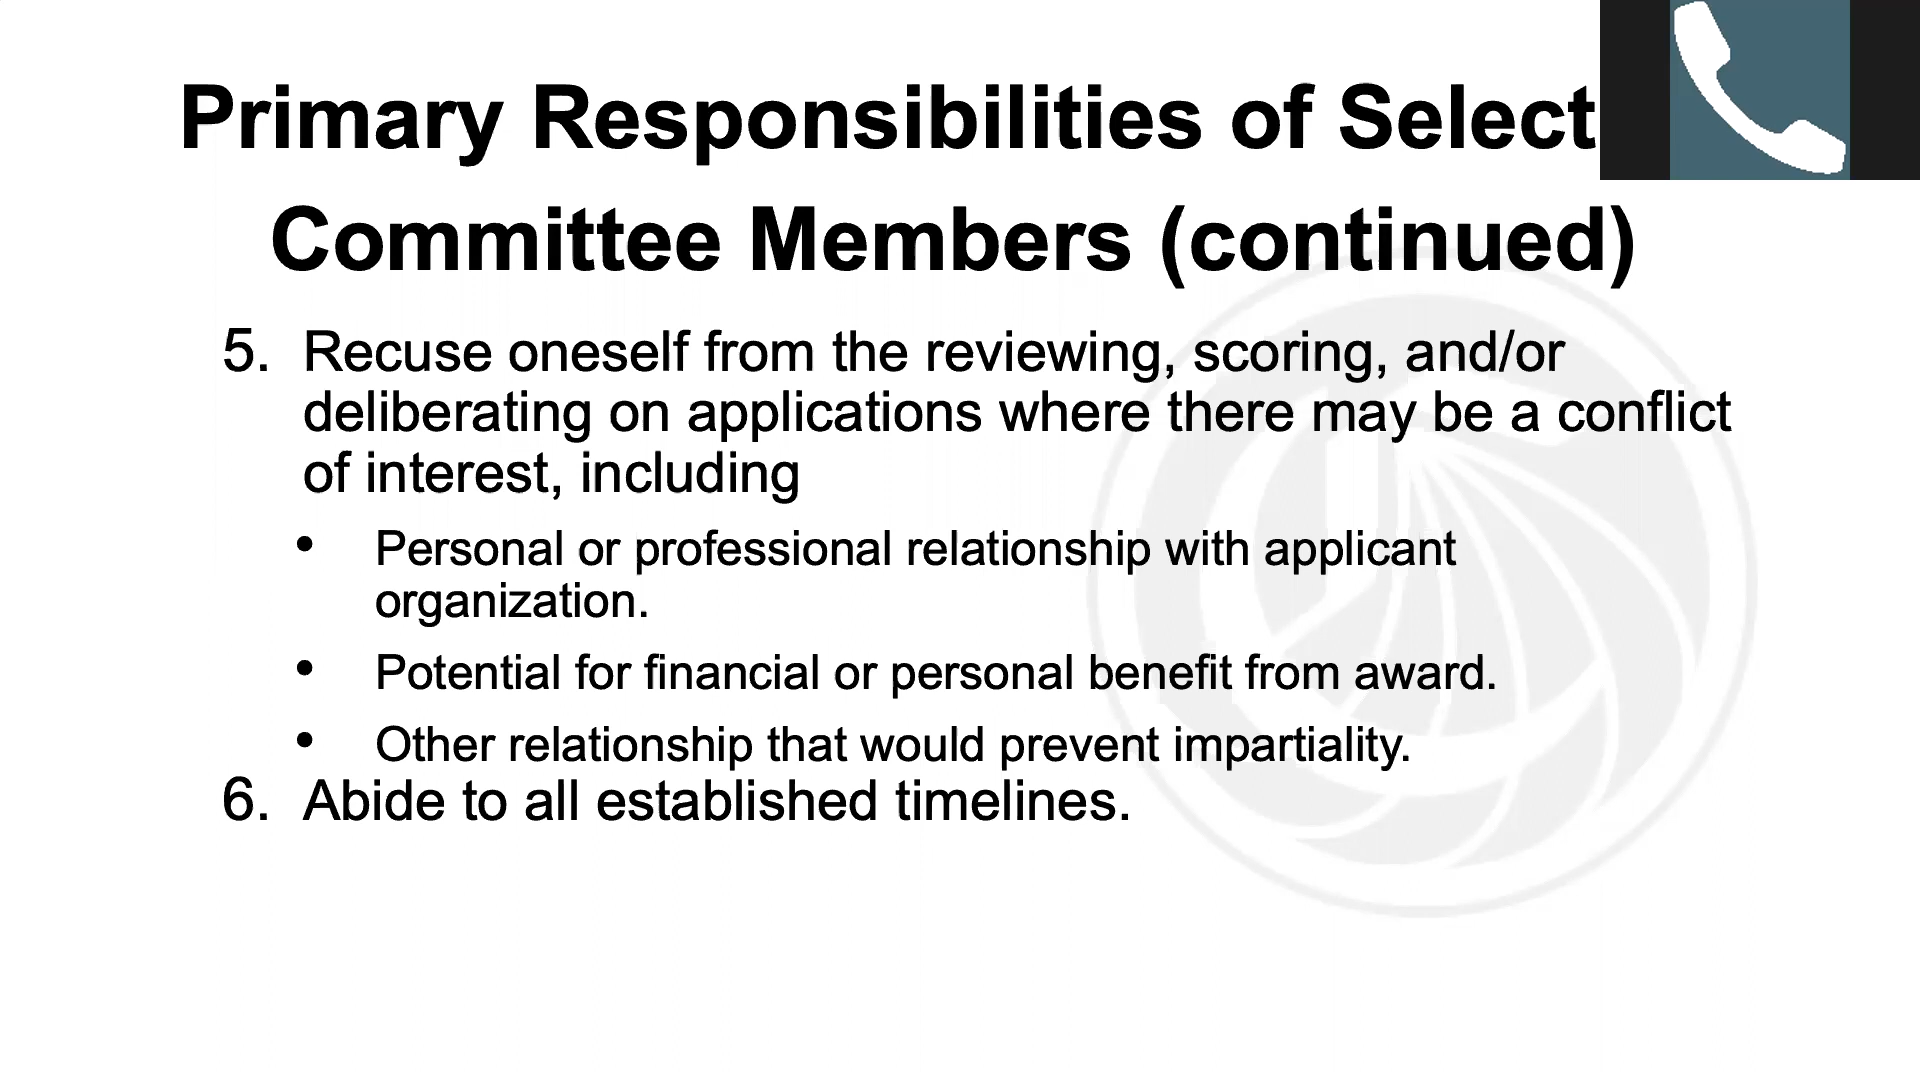 Primary Responsibilities of Select
Committee Members (continued)
5. Recuse oneself from the reviewing, scoring, and/or
deliberating on applications where there may be a conflict
of interest, including
• Personal or professional relationship with applicant
organization.
• Potential for financial or personal benefit from award.
• Other relationship that would prevent impartiality.
6. Abide to all established timelines.